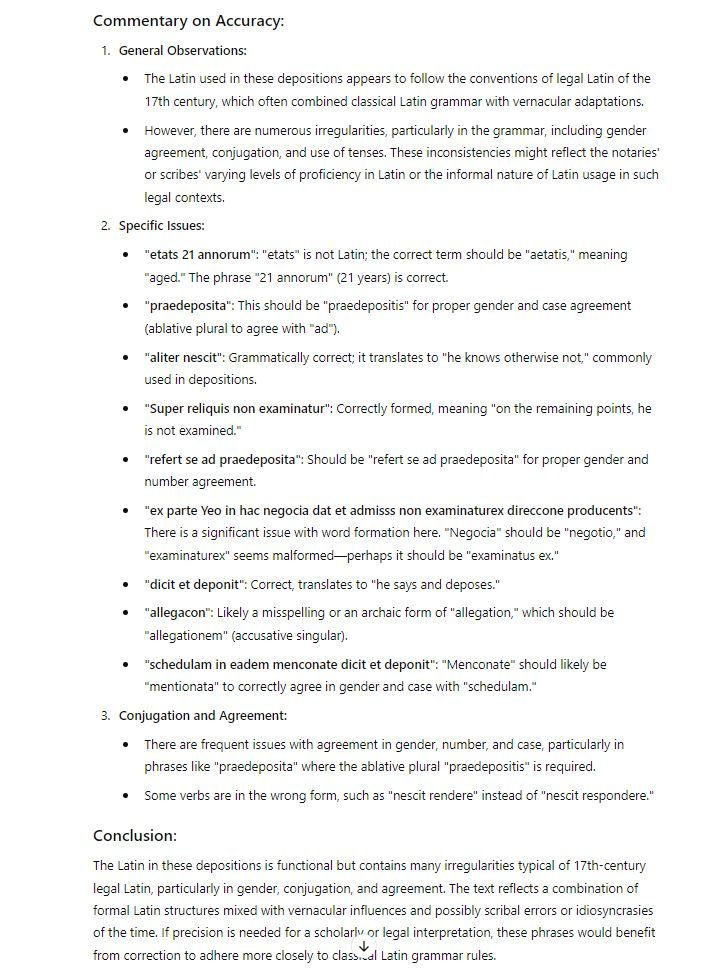 Commentary on Accuracy:
1. General Observations:
• The Latin used in these depositions appears to follow the conventions of legal Latin of the
17th century, which often combined classical Latin grammar with vernacular adaptations.
• However, there are numerous irregularities, particularly in the grammar, including gender
agreement, conjugation, and use of tenses. These inconsistencies might reflect the notaries'
or scribes' varying levels of proficiency in Latin or the informal nature of Latin usage in such
legal contexts.
2. Specific Issues:
• "etats 21 annorum": "etats" is not Latin; the correct term should be "aetatis," meaning
"aged." The phrase "21 annorum" (21 years) is correct.
• "praedeposita": This should be "praedepositis" for proper gender and case agreement
(ablative plural to agree with "ad").
• "aliter nescit": Grammatically correct; it translates to "he knows otherwise not," commonly
used in depositions.
• "Super reliquis non examinatur": Correctly formed, meaning "on the remaining points, he
is not examined."
• "refert se ad praedeposita": Should be "refert se ad praedeposita" for proper gender and
number agreement.
• "ex parte Yeo in hac negocia dat et admisss non examinaturex direccone producents":
There is a significant issue with word formation here. "Negocia" should be "negotio," and
"examinaturex" seems malformed—perhaps it should be "examinatus ex."
• "dicit et deponit": Correct, translates to "he says and deposes."
• "allegacon": Likely a misspelling or an archaic form of "allegation," which should be
"allegationem" (accusative singular).
• "schedulam in eadem menconate dicit et deponit": "Menconate" should likely be
"mentionata" to correctly agree in gender and case with "schedulam."
3. Conjugation and Agreement:
• There are frequent issues with agreement in gender, number, and case, particularly in
phrases like "praedeposita" where the ablative plural "praedepositis" is required.
• Some verbs are in the wrong form, such as "nescit rendere" instead of "nescit respondere."
Conclusion:
The Latin in these depositions is functional but contains many irregularities typical of 17th-century
legal Latin, particularly in gender, conjugation, and agreement. The text reflects a combination of
formal Latin structures mixed with vernacular influences and possibly scribal errors or idiosyncrasies
of the time. If precision is needed for a scholarly or legal interpretation, these phrases would benefit
from correction to adhere more closely to classical Latin grammar rules.